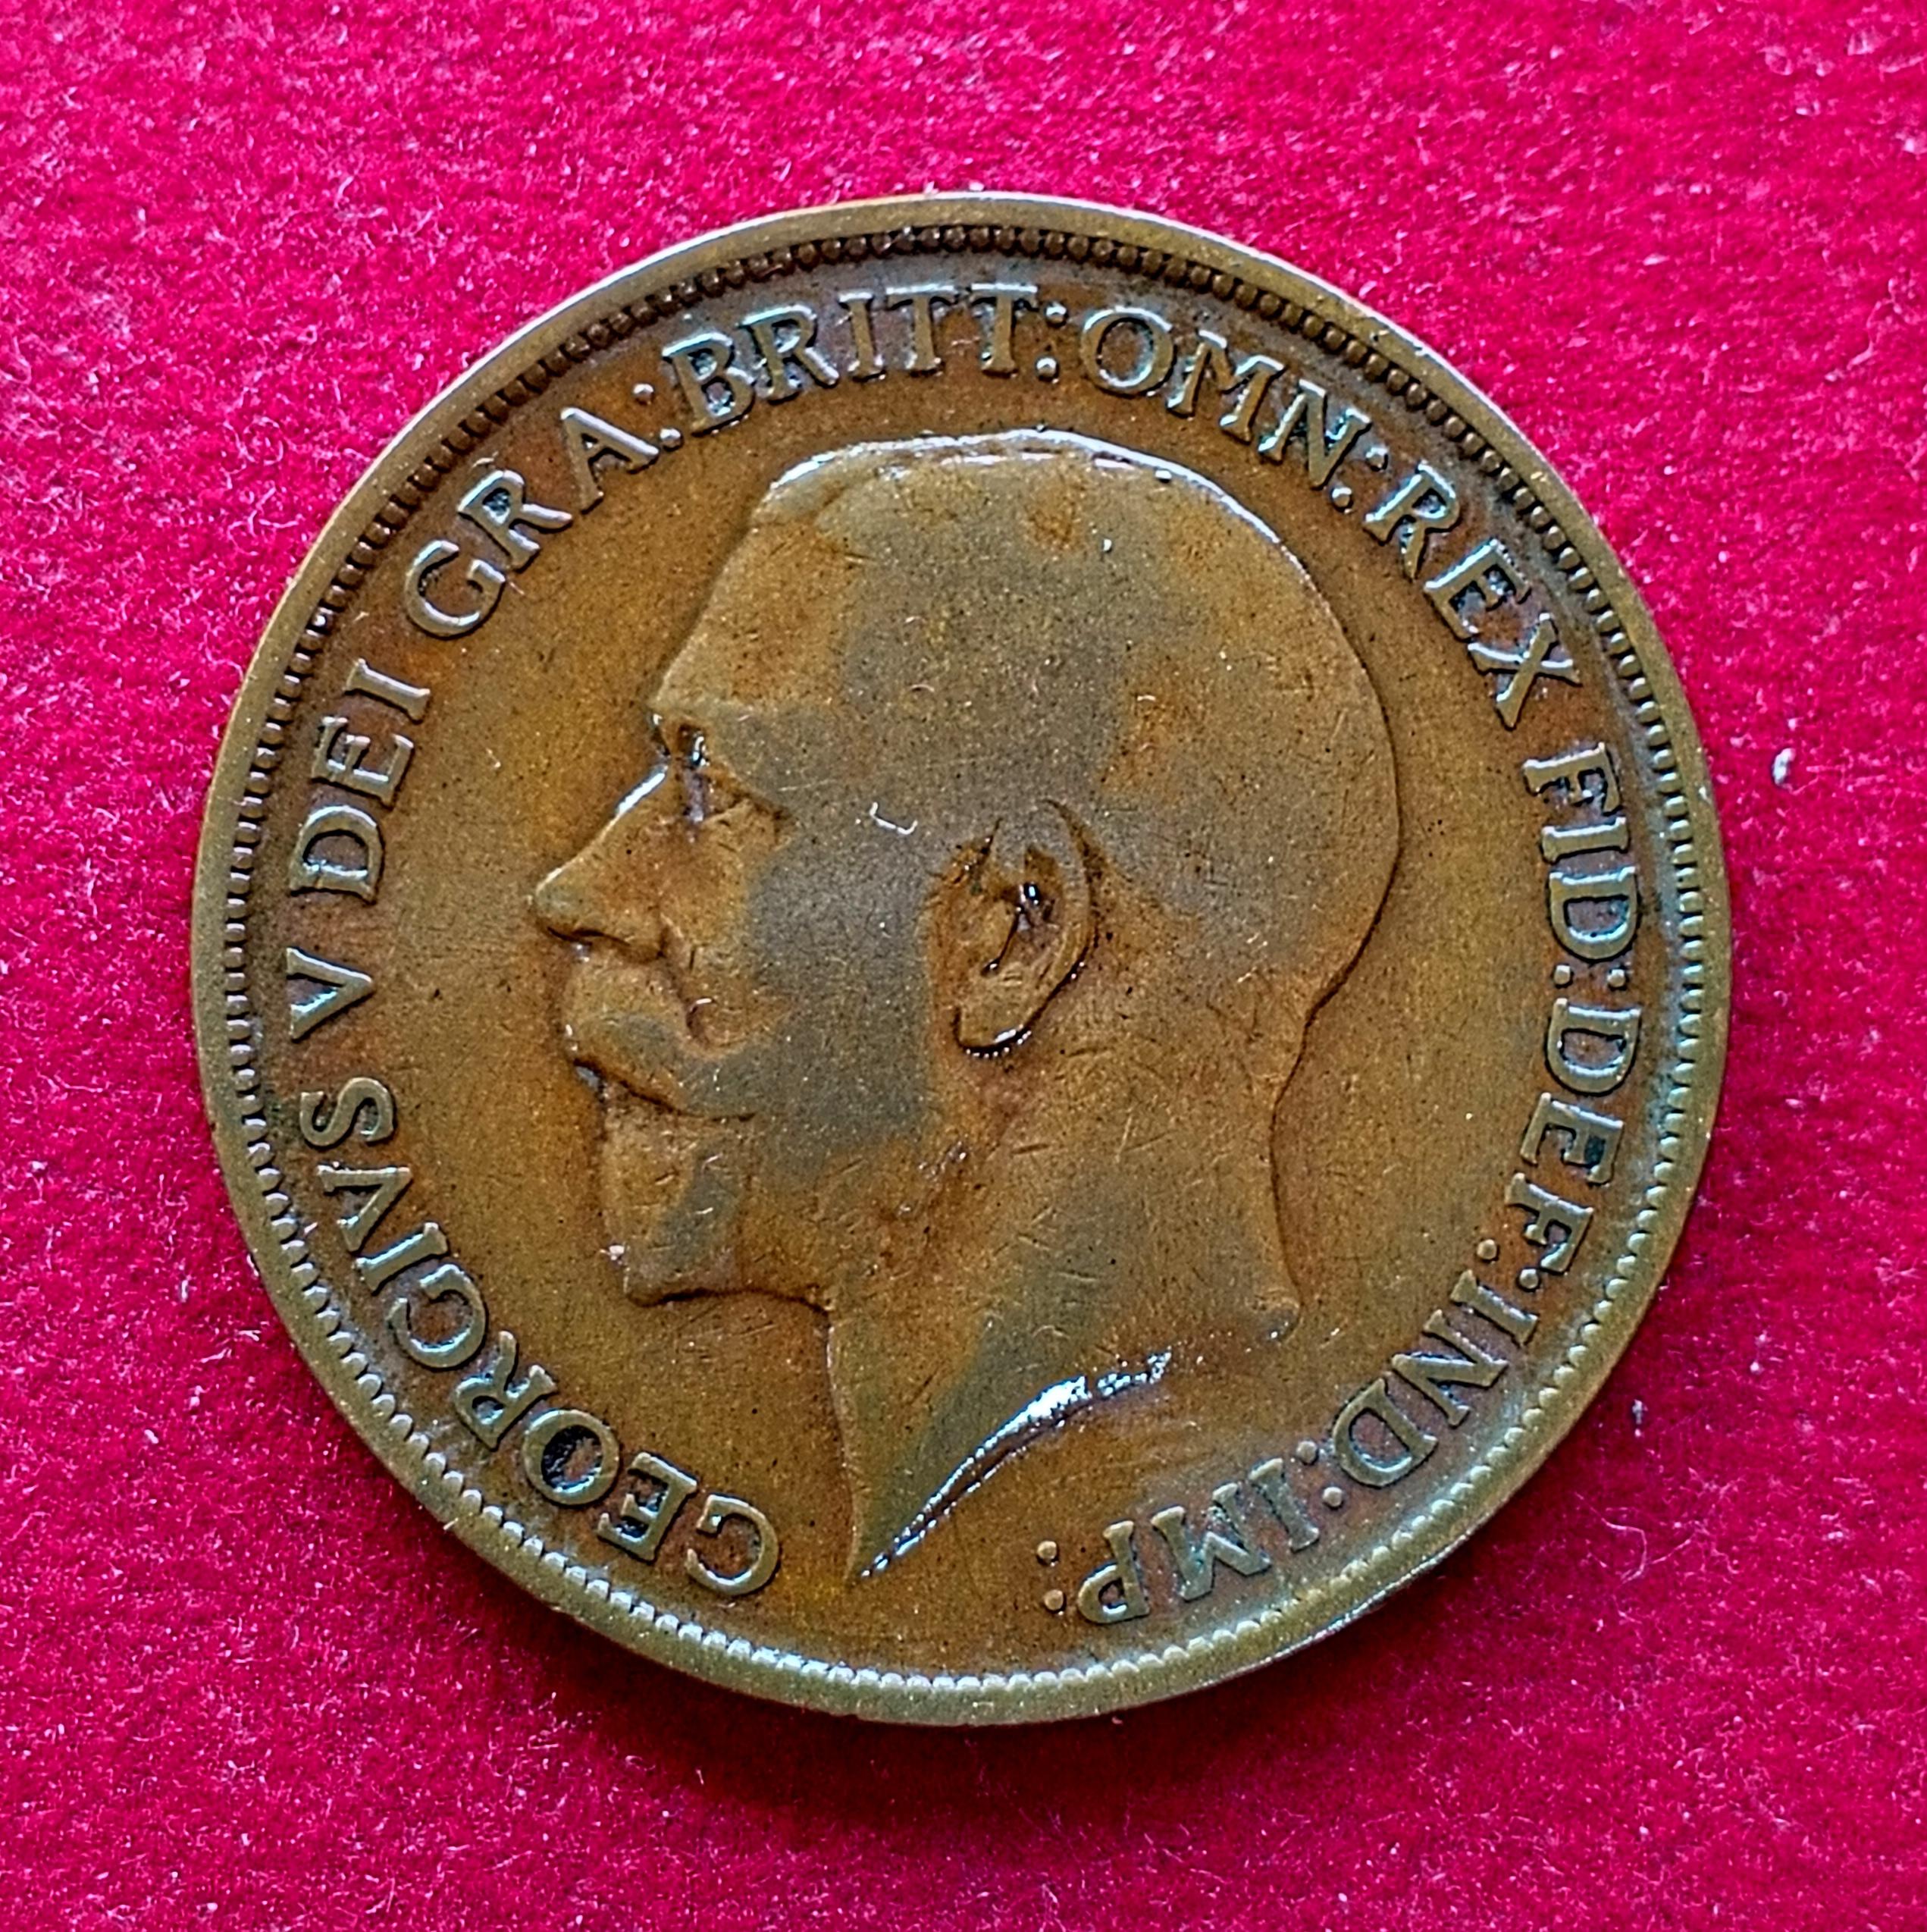 GEORGIVS V DEI GRA:BRITT:OMN:REX FID:DEF:IND:IMP: